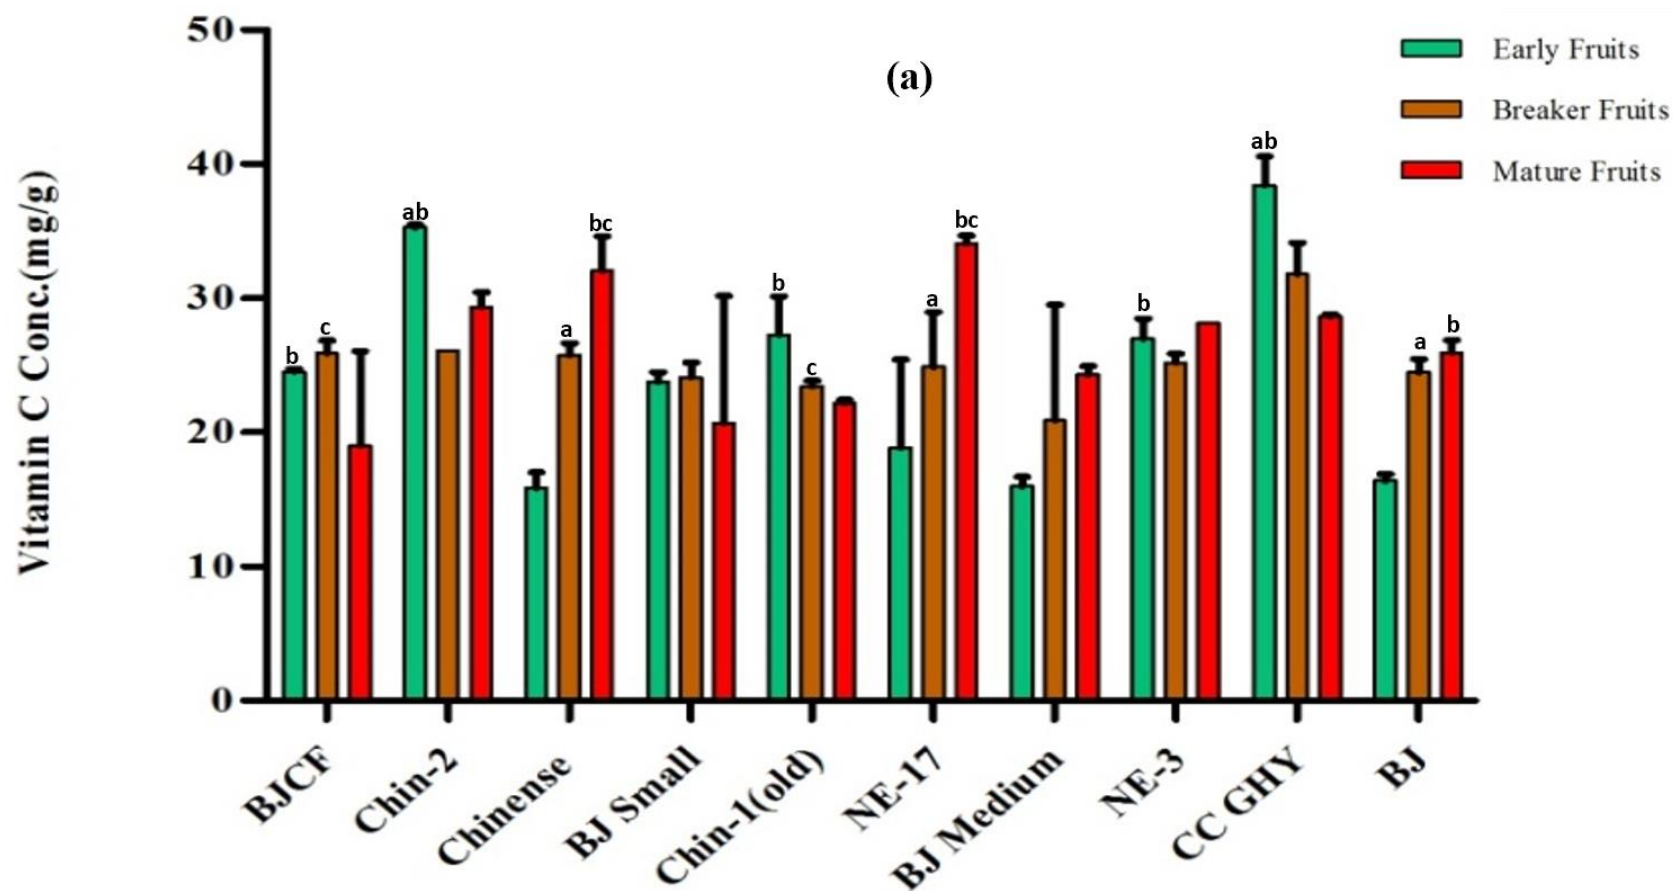 (a)
Early Fruits
Breaker Fruits
Mature Fruits
Vitamin C Conc.(mg/g)
50
40
30
20
10
0
b
c
ab
a
bc
b
c
a
bc
b
ab
a
b
BJCF
Chin-2
Chinense
BJ Small
Chin-1(old)
NE-17
BJ Medium
NE-3
CC GHY
BJ